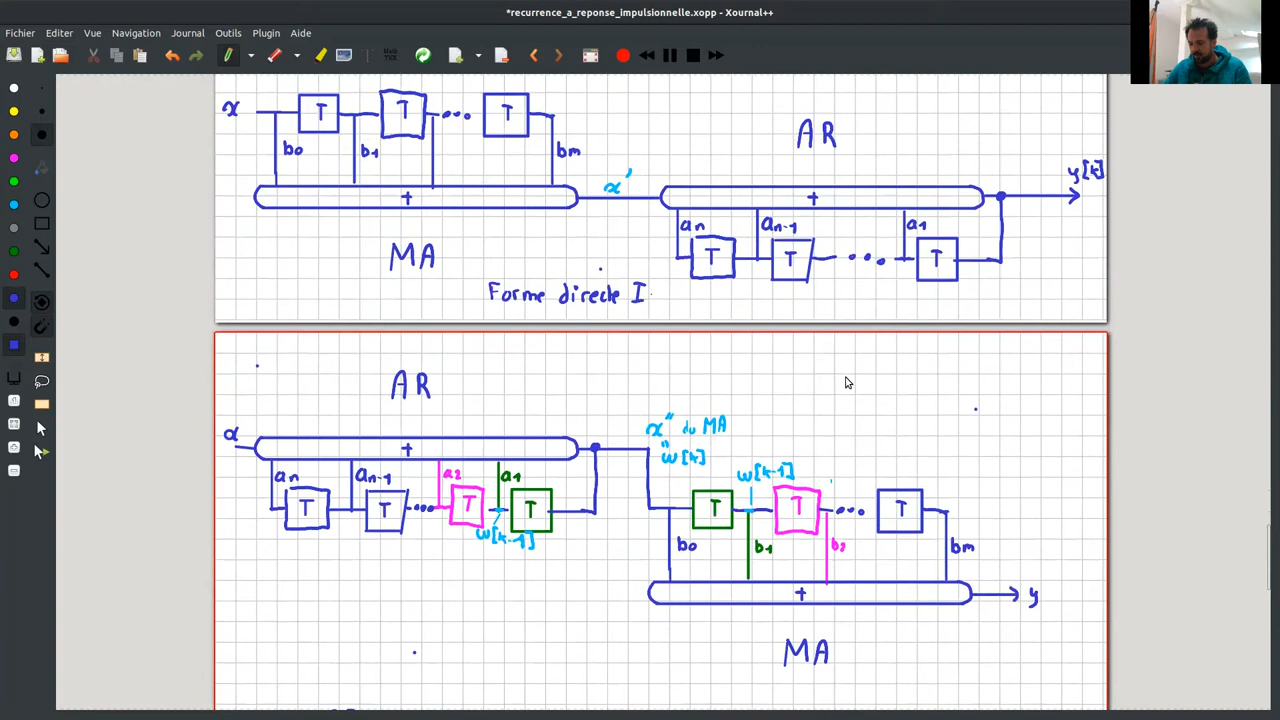 *recurrence_a_reponse_impulsionnelle.xopp - Xournal++
Fichier Editer Vue Navigation Journal Outils Plugin Aide
x T T ... T
b0 b1 bm
+ x' + y[k]
AR
an an-1 a1
T T ... T
MA
Forme directe I
AR
x + x" du MA
"w[k]
an an-1 a2 a1 w[k-1]
T T ... T T T T ... T
w[k-1] b0 b1 b2 bm
+ y
MA